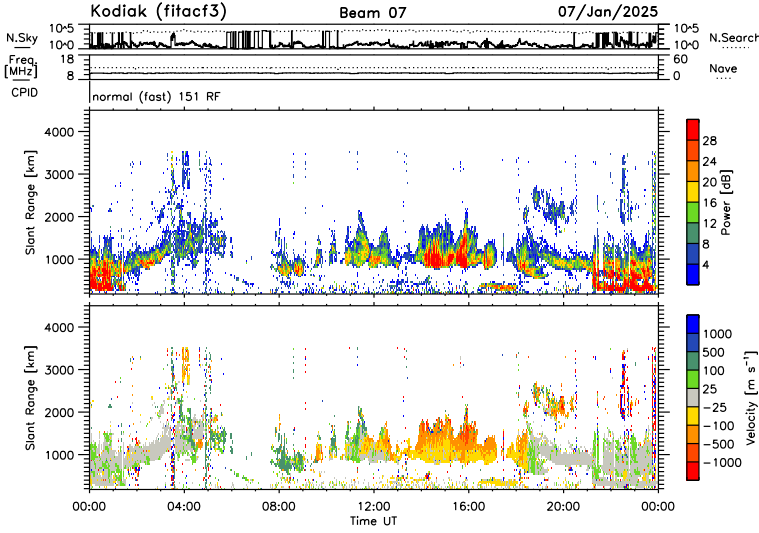 Kodiak (fitacf3) Beam 07 07/Jan/2025
N.Sky 10^5 10^0 10^5 10^0 N.Search
Freq. [MHz] 18 8 60 0 Nave
CPID normal (fast) 151 RF
Slant Range [km] 4000 3000 2000 1000
Power [dB] 28 24 20 16 12 8 4
Slant Range [km] 4000 3000 2000 1000
Velocity [m s^-1] 1000 500 100 25 -25 -100 -500 -1000
00:00 04:00 08:00 12:00 16:00 20:00 00:00
Time UT